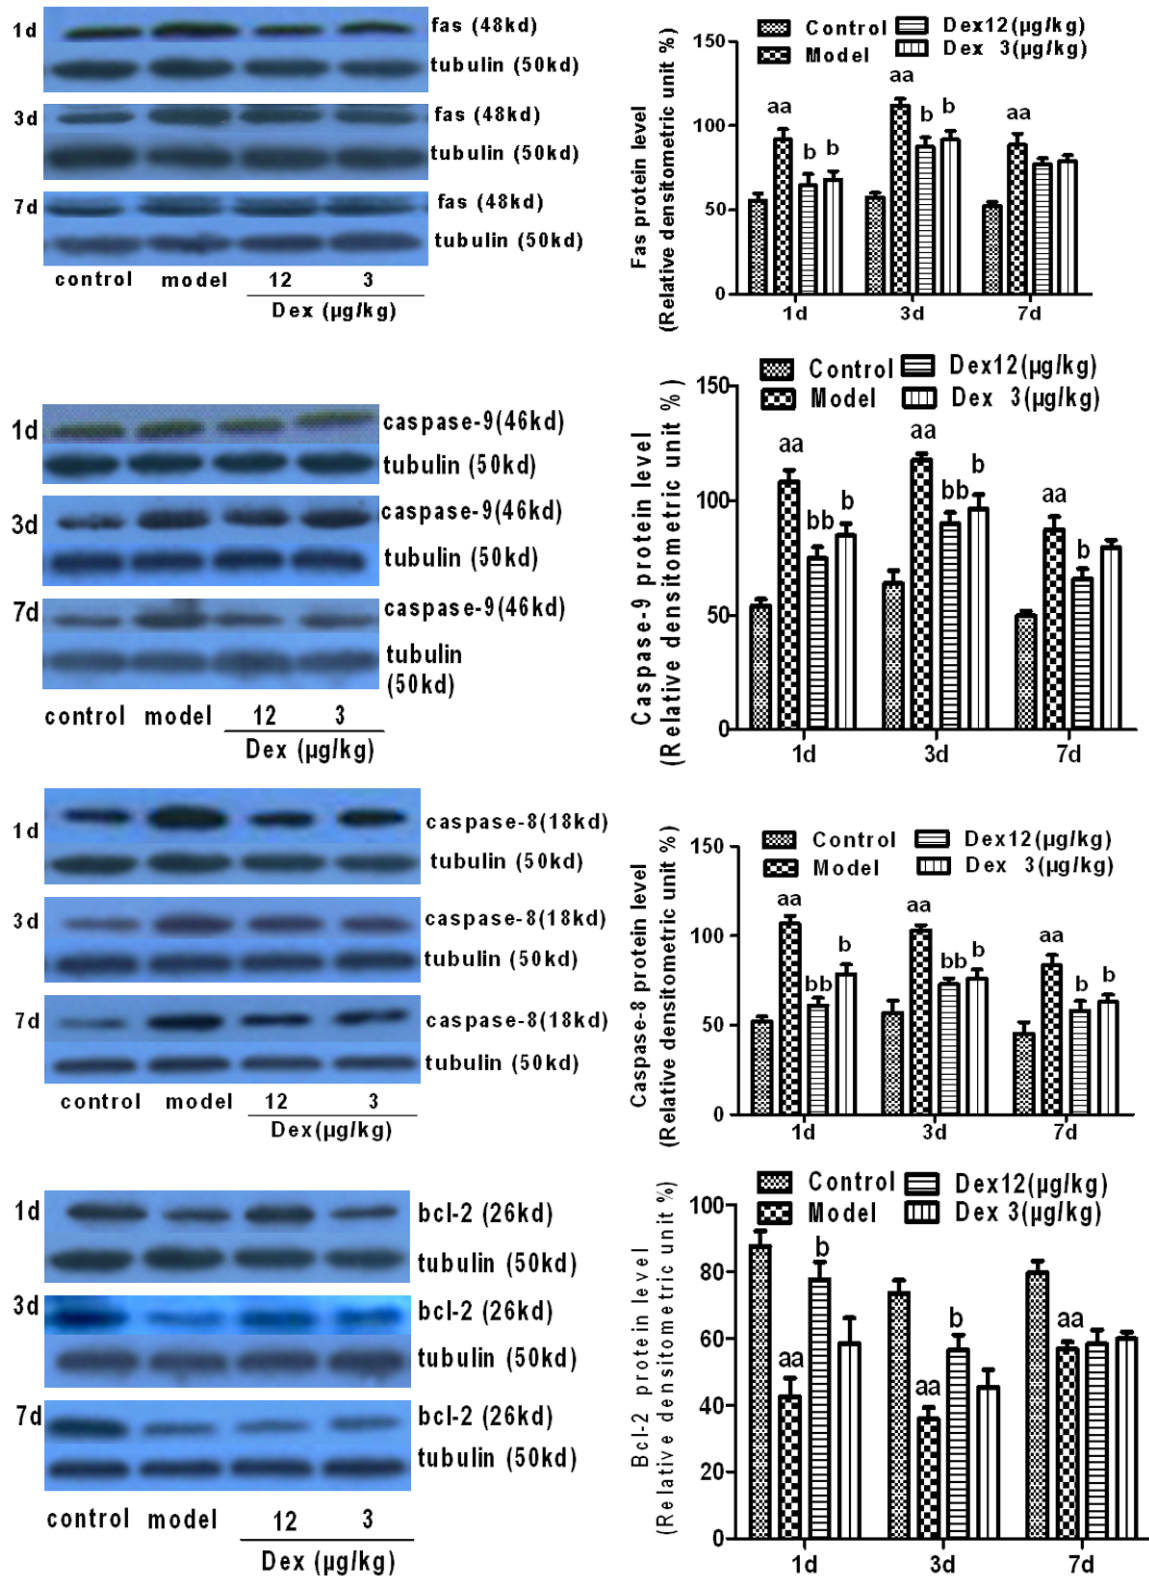 1d fas (48kd)
tubulin (50kd)
3d fas (48kd)
tubulin (50kd)
7d fas (48kd)
tubulin (50kd)
control model 12 3
Dex (µg/kg)
Control Dex12(µg/kg)
Model Dex 3(µg/kg)
Fas protein level
(Relative densitometric unit %)
150
100
50
0
aa b b
aa b b
aa
1d 3d 7d
1d caspase-9(46kd)
tubulin (50kd)
3d caspase-9(46kd)
tubulin (50kd)
7d caspase-9(46kd)
tubulin
(50kd)
control model 12 3
Dex (µg/kg)
Control Dex12(µg/kg)
Model Dex 3(µg/kg)
Caspase-9 protein level
(Relative densitometric unit %)
150
100
50
0
aa bb b
aa bb b
aa b
1d 3d 7d
1d caspase-8(18kd)
tubulin (50kd)
3d caspase-8(18kd)
tubulin (50kd)
7d caspase-8(18kd)
tubulin (50kd)
control model 12 3
Dex(µg/kg)
Control Dex12(µg/kg)
Model Dex 3(µg/kg)
Caspase-8 protein level
(Relative densitometric unit %)
150
100
50
0
aa bb b
aa bb b
aa b b
1d 3d 7d
1d bcl-2 (26kd)
tubulin (50kd)
3d bcl-2 (26kd)
tubulin (50kd)
7d bcl-2 (26kd)
tubulin (50kd)
control model 12 3
Dex (µg/kg)
Control Dex12(µg/kg)
Model Dex 3(µg/kg)
Bcl-2 protein level
(Relative densitometric unit %)
100
80
60
40
20
0
aa b
aa b
aa
1d 3d 7d